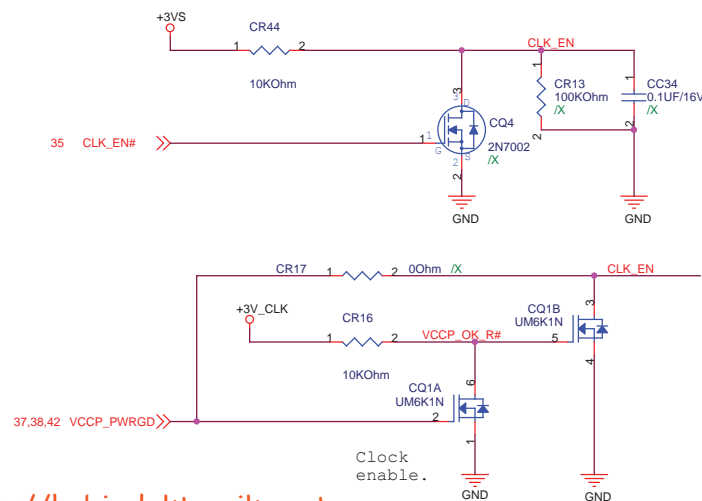 +3VS
CR44
1 2
10KOhm
CLK_EN
1
CR13
100KOhm
/X
2
1
CC34
0.1UF/16V
/X
2
3
3 D
CQ4
1 1
G
S
2N7002
2
/X
2
35 CLK_EN#
GND
GND
CR17 1 2 0Ohm /X
CLK_EN
+3V_CLK
CR16
1 2
VCCP_OK_R#
10KOhm
CQ1B
UM6K1N
3
5
4
CQ1A
UM6K1N
6
2
1
37,38,42 VCCP_PWRGD
Clock
enable.
GND
GND